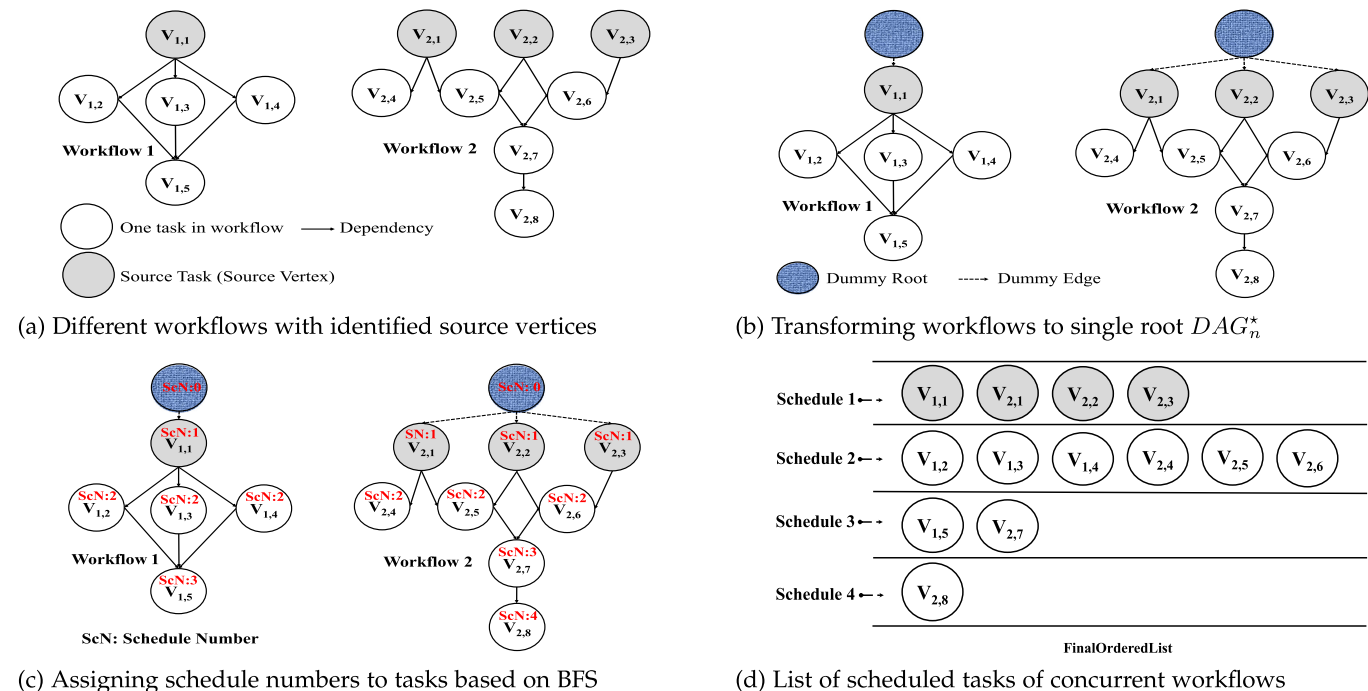 V1,1
V2,1 V2,2 V2,3
V1,2 V1,3 V1,4
V2,4 V2,5 V2,6
Workflow 1
Workflow 2
V2,7
V1,5
V2,8
One task in workflow
Dependency
Source Task (Source Vertex)
(a) Different workflows with identified source vertices
V1,1
V2,1 V2,2 V2,3
V1,2 V1,3 V1,4
V2,4 V2,5 V2,6
Workflow 1
Workflow 2
V2,7
V1,5
V2,8
Dummy Root
Dummy Edge
(b) Transforming workflows to single root DAG⋆n
ScN:0
ScN: 0
ScN:1
V1,1
SN:1 ScN:1 ScN:1
V2,1 V2,2 V2,3
ScN:2 ScN:2 ScN:2
V1,2 V1,3 V1,4
ScN:2 ScN:2 ScN:2
V2,4 V2,5 V2,6
Workflow 1
Workflow 2
ScN:3
V2,7
ScN:3
V1,5
ScN:4
V2,8
ScN: Schedule Number
(c) Assigning schedule numbers to tasks based on BFS
Schedule 1 V1,1 V2,1 V2,2 V2,3
Schedule 2 V1,2 V1,3 V1,4 V2,4 V2,5 V2,6
Schedule 3 V1,5 V2,7
Schedule 4 V2,8
FinalOrderedList
(d) List of scheduled tasks of concurrent workflows